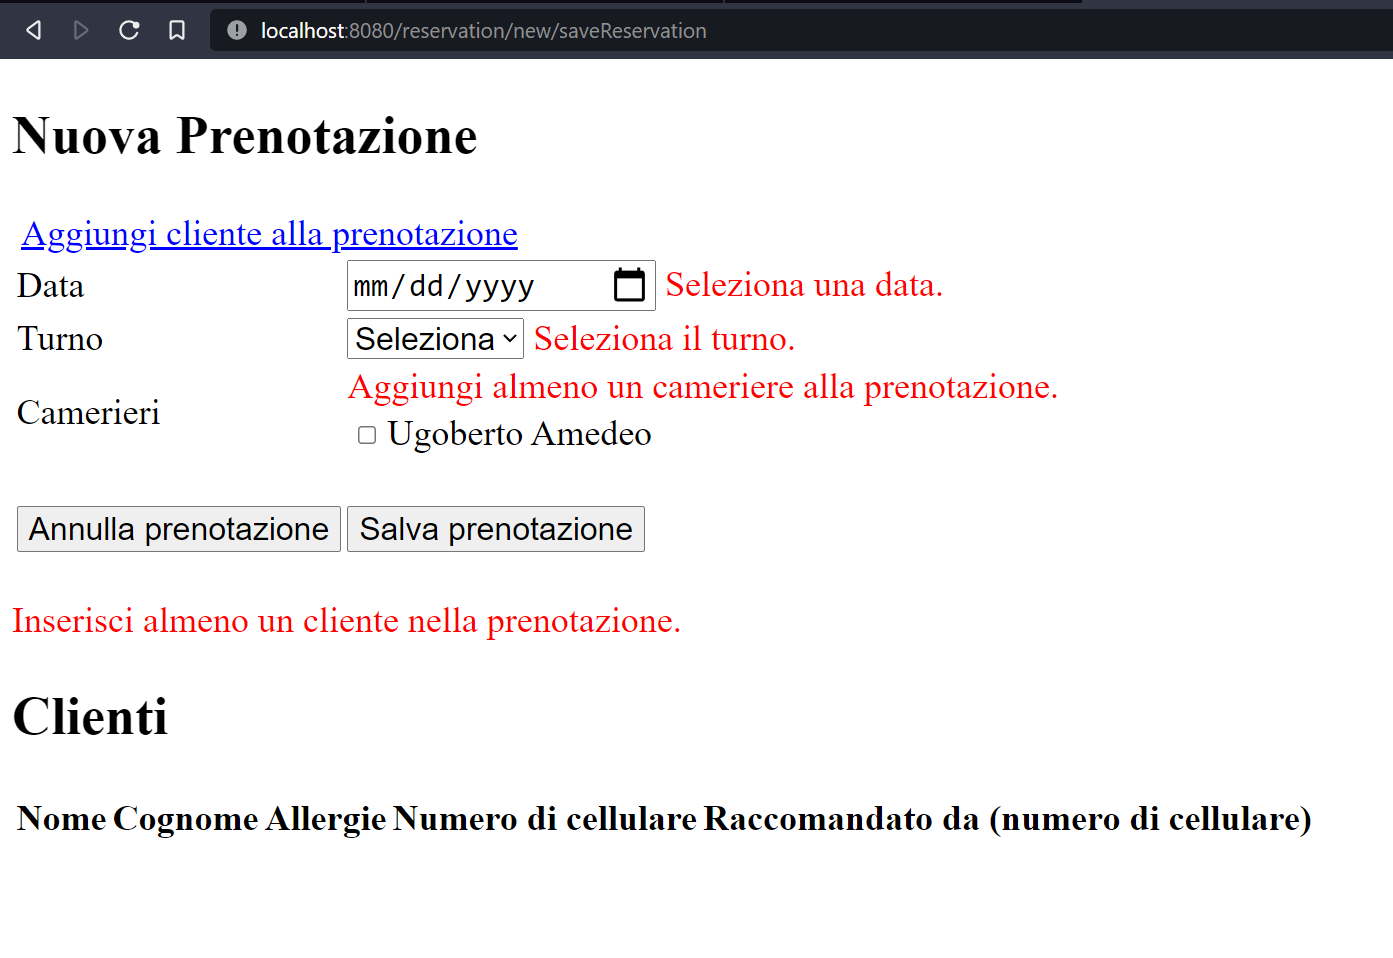 localhost:8080/reservation/new/saveReservation
Nuova Prenotazione
Aggiungi cliente alla prenotazione
Data mm/dd/yyyy Seleziona una data.
Turno Seleziona Seleziona il turno.
Aggiungi almeno un cameriere alla prenotazione.
Camerieri
Ugoberto Amedeo
Annulla prenotazione Salva prenotazione
Inserisci almeno un cliente nella prenotazione.
Clienti
Nome Cognome Allergie Numero di cellulare Raccomandato da (numero di cellulare)